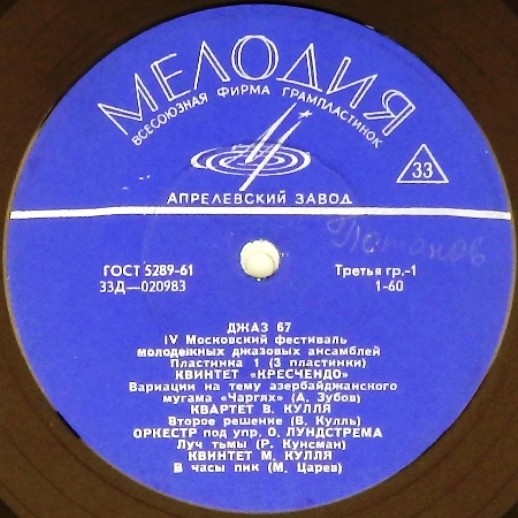 МЕЛОДИЯ
ВСЕСОЮЗНАЯ ФИРМА ГРАМПЛАСТИНОК
33
АПРЕЛЕВСКИЙ ЗАВОД
Потапов
ГОСТ 5289-61
Третья гр.-1
33Д—020983
1-60
ДЖАЗ 67
IV Московский фестиваль
молодежных джазовых ансамблей
Пластинка 1 (3 пластинки)
КВИНТЕТ «КРЕСЧЕНДО»
Вариации на тему азербайджанского
мугама «Чаргях» (А. Зубов)
КВАРТЕТ В. КУЛЛЯ
Второе решение (В. Кулль)
ОРКЕСТР под упр. О. ЛУНДСТРЕМА
Луч тьмы (Р. Кунсман)
КВИНТЕТ М. КУЛЛЯ
В часы пик (М. Царев)